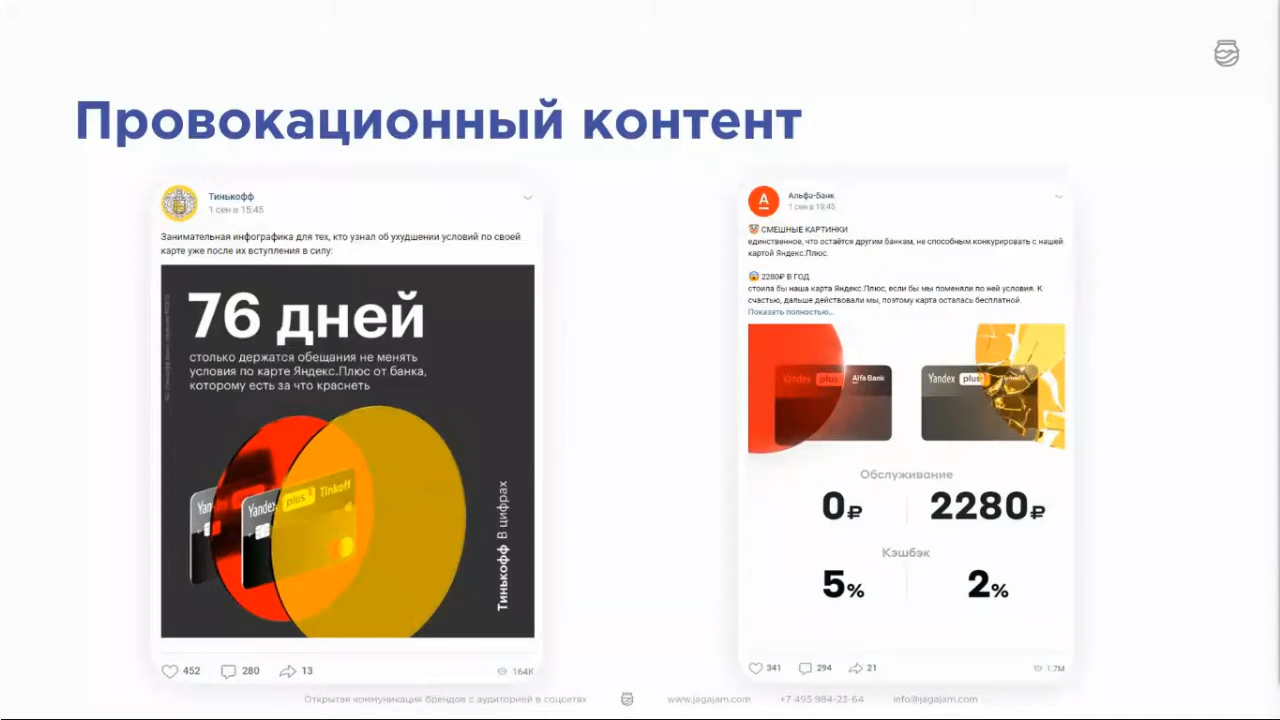 Провокационный контент
Тинькофф
1 сен в 15:45
Занимательная инфографика для тех, кто узнал об ухудшении условий по своей
карте уже после их вступления в силу:
76 дней
столько держатся обещания не менять
условия по карте Яндекс.Плюс от банка,
которому есть за что краснеть
Yan
Yandex plus Tinkoff
Тинькофф В цифрах
452 280 13 164K
Альфа-Банк
1 сен в 19:45
🤡 СМЕШНЫЕ КАРТИНКИ
единственное, что остаётся другим банкам, не способным конкурировать с нашей
картой Яндекс.Плюс.
😱 2280₽ В ГОД
стоила бы наша карта Яндекс.Плюс, если бы мы поменяли по ней условия. К
счастью, дальше действовали мы, поэтому карта осталась бесплатной.
Показать полностью...
Yandex plus Alfa Bank
Yandex plus
Обслуживание
0₽ 2280₽
Кэшбэк
5% 2%
341 294 21 1.7M
Открытая коммуникация брендов с аудиторией в соцсетях www.jagajam.com +7 495 984-23-64 info@jagajam.com